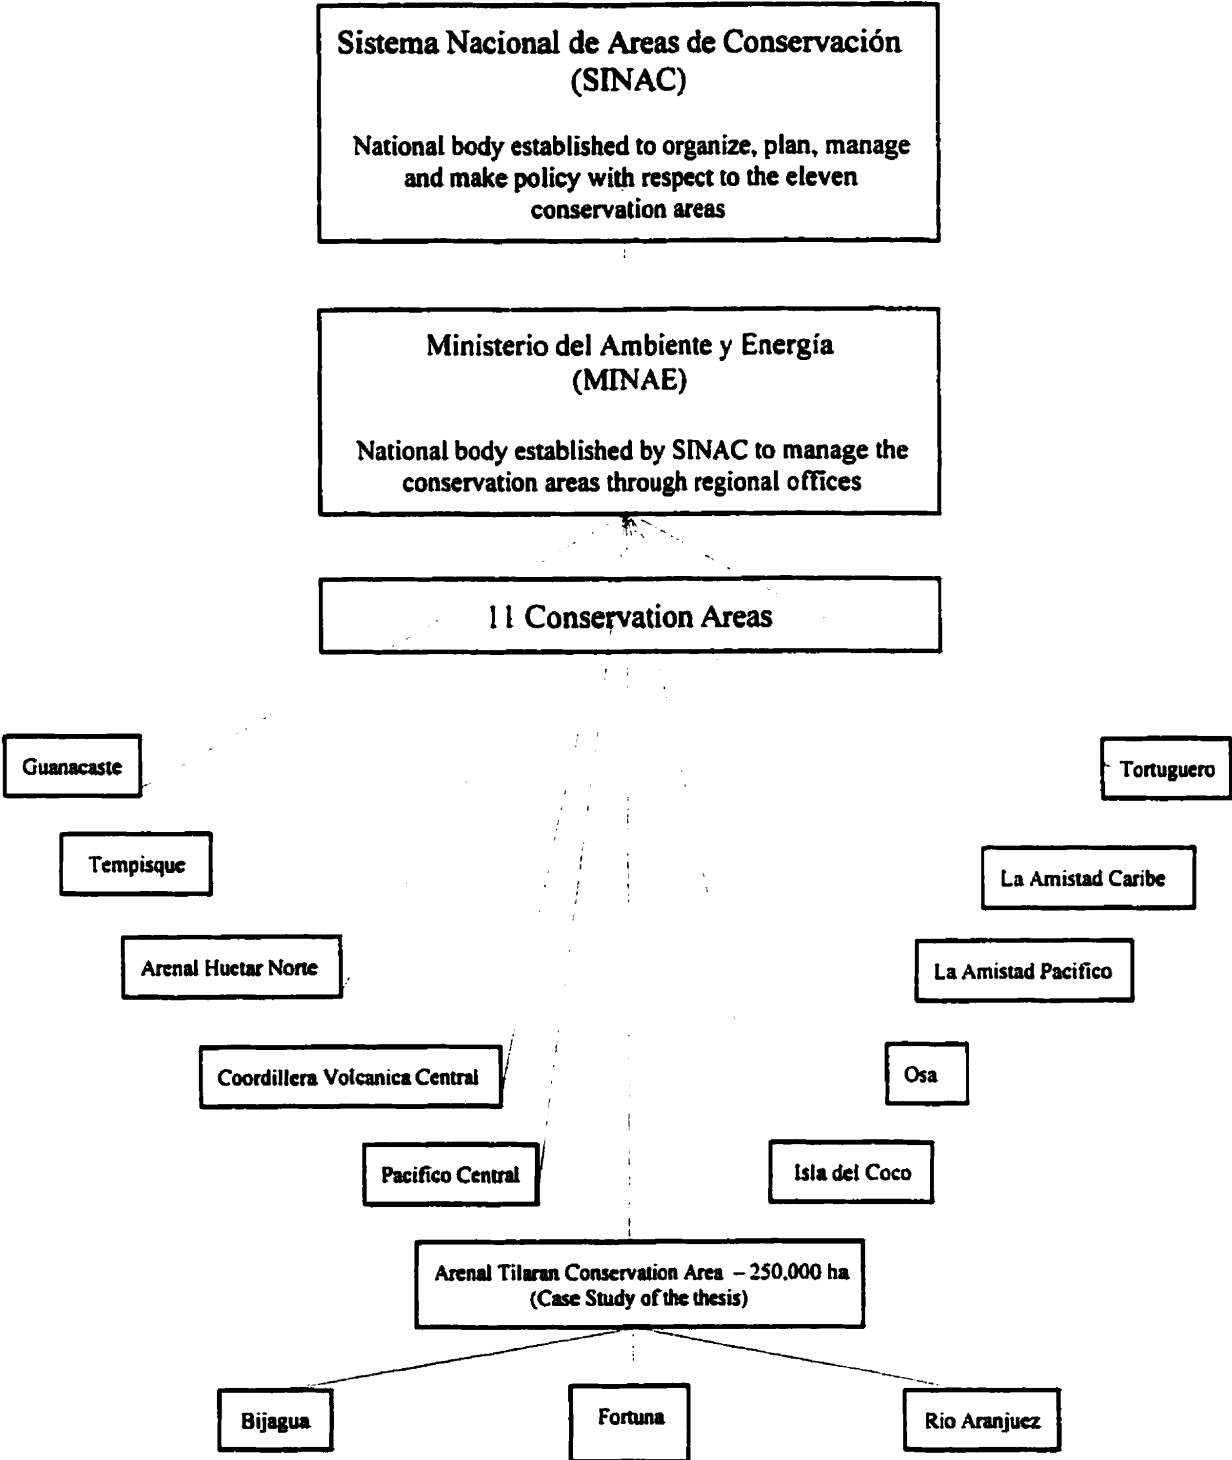 Sistema Nacional de Areas de Conservación
(SINAC)
National body established to organize, plan, manage
and make policy with respect to the eleven
conservation areas
Ministerio del Ambiente y Energía
(MINAE)
National body established by SINAC to manage the
conservation areas through regional offices
11 Conservation Areas
Guanacaste
Tortuguero
Tempisque
La Amistad Caribe
Arenal Huetar Norte
La Amistad Pacifico
Coordillera Volcanica Central
Osa
Pacifico Central
Isla del Coco
Arenal Tilaran Conservation Area – 250,000 ha
(Case Study of the thesis)
Bijagua
Fortuna
Rio Aranjuez